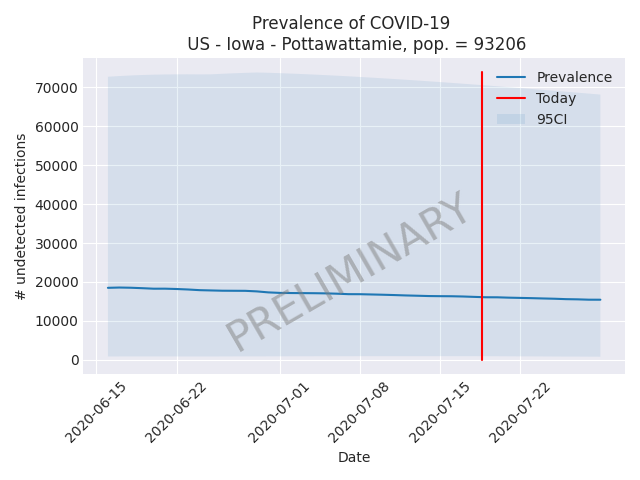 Prevalence of COVID-19
US - Iowa - Pottawattamie, pop. = 93206
Prevalence
Today
95CI
# undetected infections
70000
60000
50000
40000
30000
20000
10000
0
PRELIMINARY
2020-06-15
2020-06-22
2020-07-01
2020-07-08
2020-07-15
2020-07-22
Date